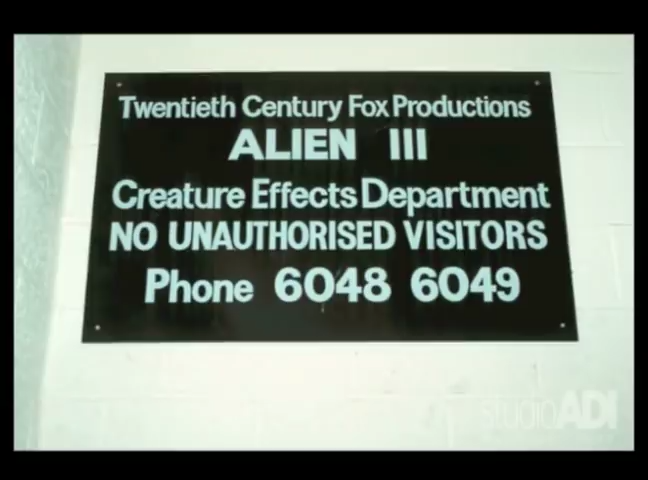 Twentieth Century Fox Productions
ALIEN III
Creature Effects Department
NO UNAUTHORISED VISITORS
Phone 6048 6049
STUDIOADI